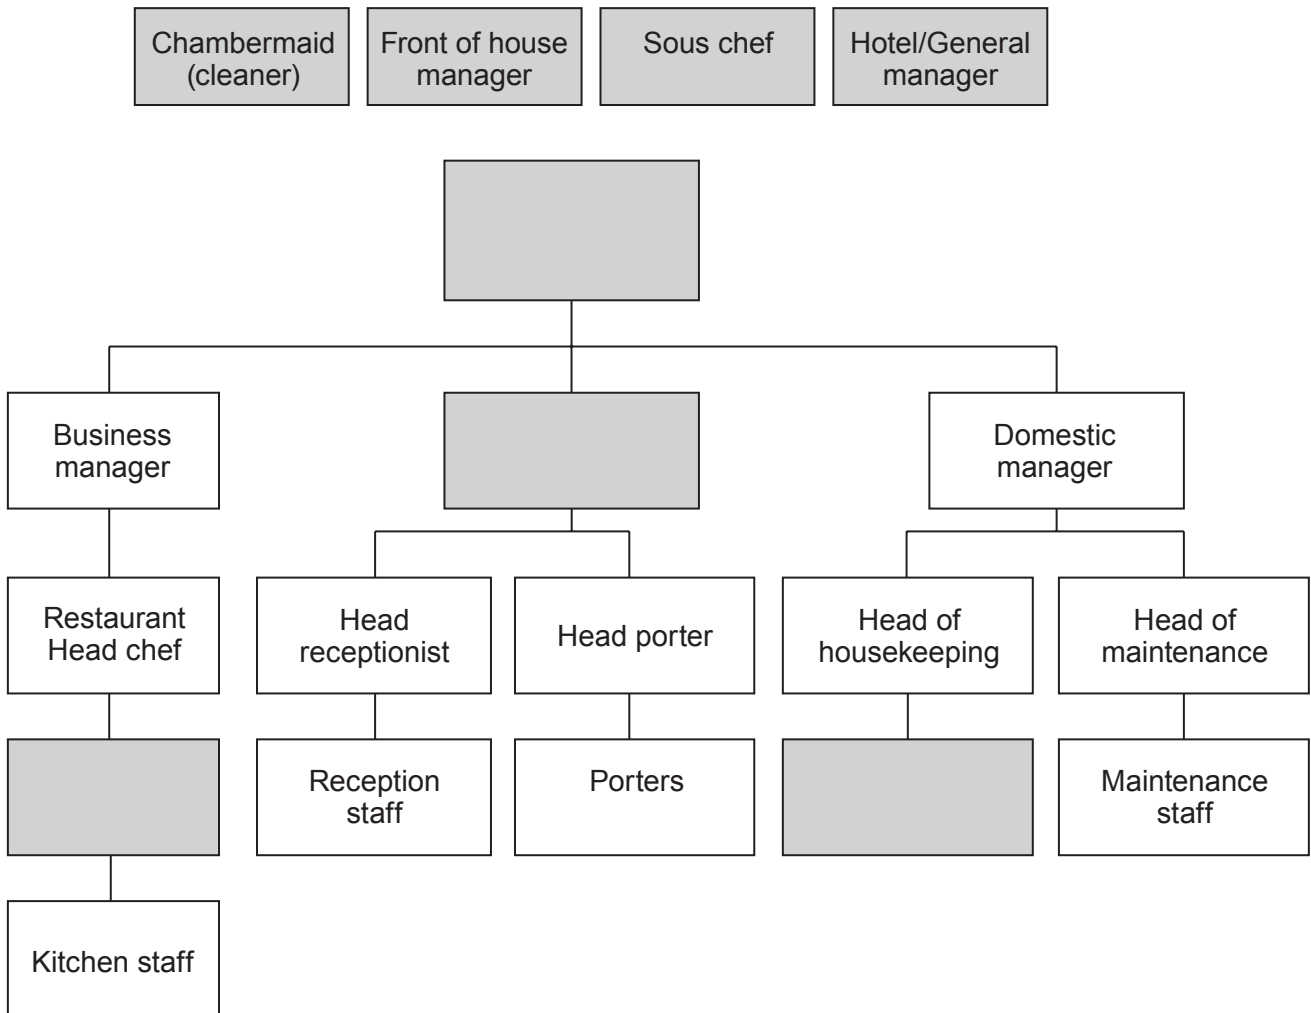 Chambermaid
(cleaner)
Front of house
manager
Sous chef
Hotel/General
manager
Business
manager
Domestic
manager
Restaurant
Head chef
Head
receptionist
Head porter
Head of
housekeeping
Head of
maintenance
Reception
staff
Porters
Maintenance
staff
Kitchen staff